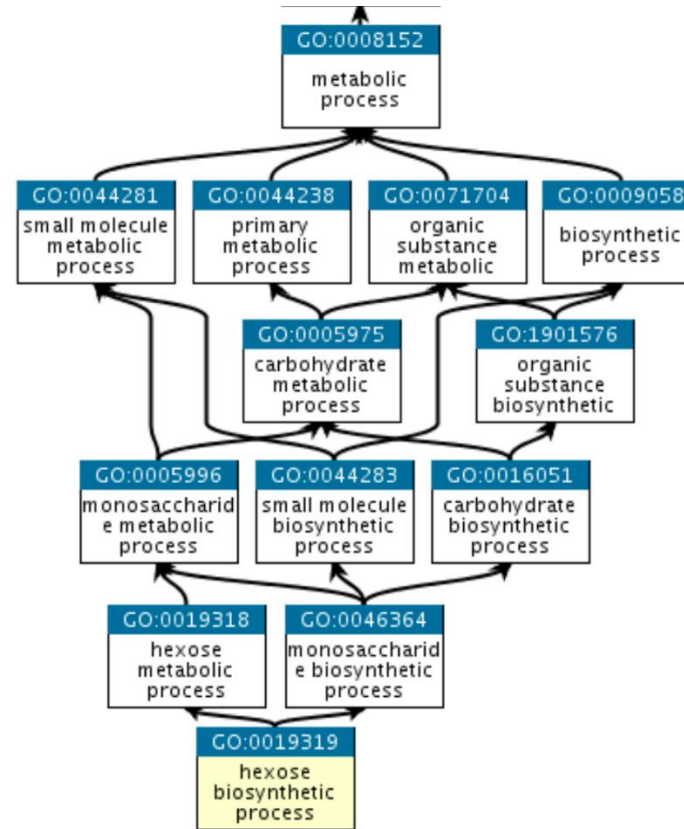 GO:0008152
metabolic
process
GO:0044281
small molecule
metabolic
process
GO:0044238
primary
metabolic
process
GO:0071704
organic
substance
metabolic
GO:0009058
biosynthetic
process
GO:0005975
carbohydrate
metabolic
process
GO:1901576
organic
substance
biosynthetic
GO:0005996
monosaccharid
e metabolic
process
GO:0044283
small molecule
biosynthetic
process
GO:0016051
carbohydrate
biosynthetic
process
GO:0019318
hexose
metabolic
process
GO:0046364
monosaccharid
e biosynthetic
process
GO:0019319
hexose
biosynthetic
process